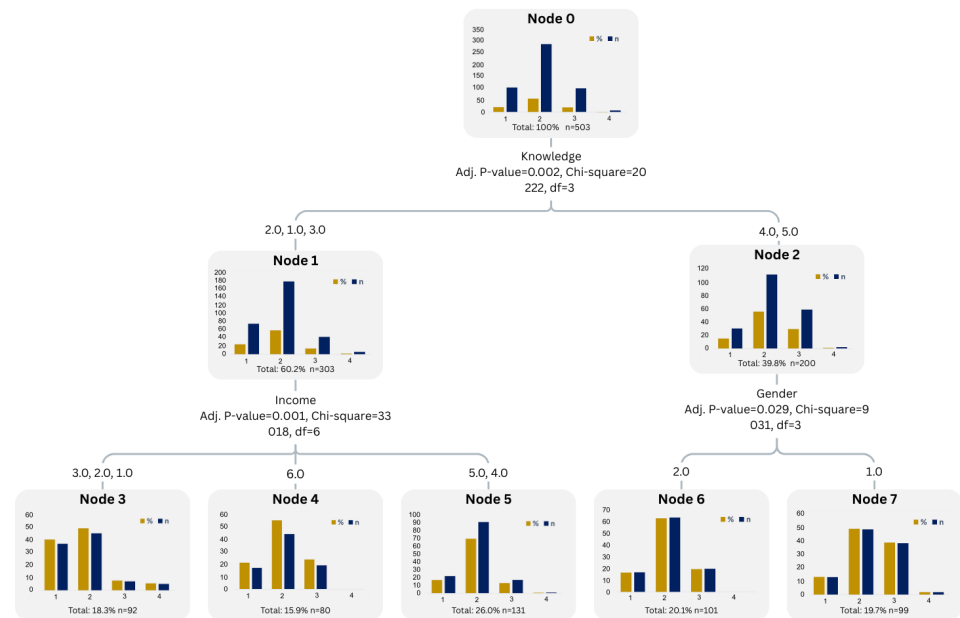 Node 0
350
300
250
200
150
100
50
0
% n
1 2 3 4
Total: 100% n=503
Knowledge
Adj. P-value=0.002, Chi-square=20
222, df=3
2.0, 1.0, 3.0
4.0, 5.0
Node 1
200
180
160
140
120
100
80
60
40
20
0
% n
1 2 3 4
Total: 60.2% n=303
Node 2
120
100
80
60
40
20
0
% n
1 2 3 4
Total: 39.8% n=200
Income
Adj. P-value=0.001, Chi-square=33
018, df=6
Gender
Adj. P-value=0.029, Chi-square=9
031, df=3
3.0, 2.0, 1.0
6.0
5.0, 4.0
2.0
1.0
Node 3
60
50
40
30
20
10
0
% n
1 2 3 4
Total: 18.3% n=92
Node 4
60
50
40
30
20
10
0
% n
1 2 3 4
Total: 15.9% n=80
Node 5
100
90
80
70
60
50
40
30
20
10
0
% n
1 2 3 4
Total: 26.0% n=131
Node 6
70
60
50
40
30
20
10
0
% n
1 2 3 4
Total: 20.1% n=101
Node 7
60
50
40
30
20
10
0
% n
1 2 3 4
Total: 19.7% n=99